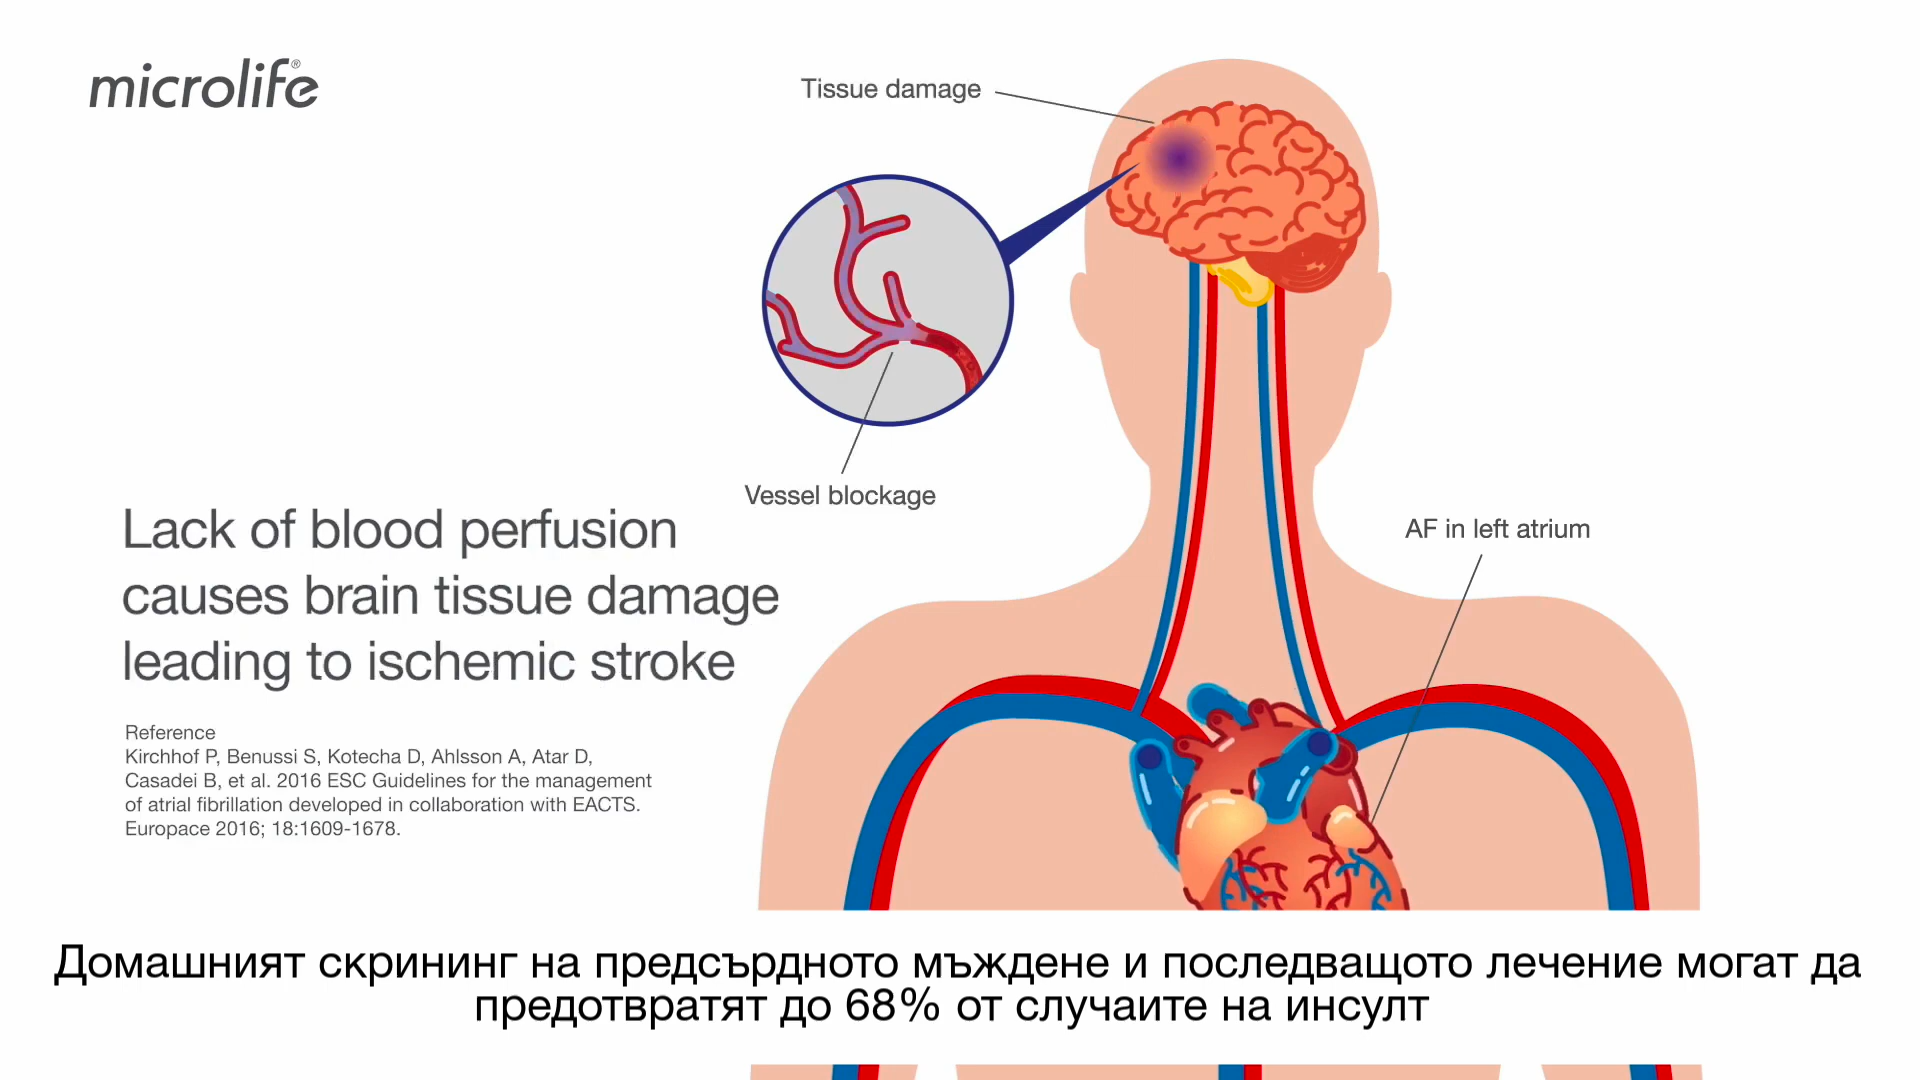 microlife®
Tissue damage
Vessel blockage
AF in left atrium
Lack of blood perfusion
causes brain tissue damage
leading to ischemic stroke
Reference
Kirchhof P, Benussi S, Kotecha D, Ahlsson A, Atar D,
Casadei B, et al. 2016 ESC Guidelines for the management
of atrial fibrillation developed in collaboration with EACTS.
Europace 2016; 18:1609-1678.
Домашният скрининг на предсърдното мъждене и последващото лечение могат да
предотвратят до 68% от случаите на инсулт